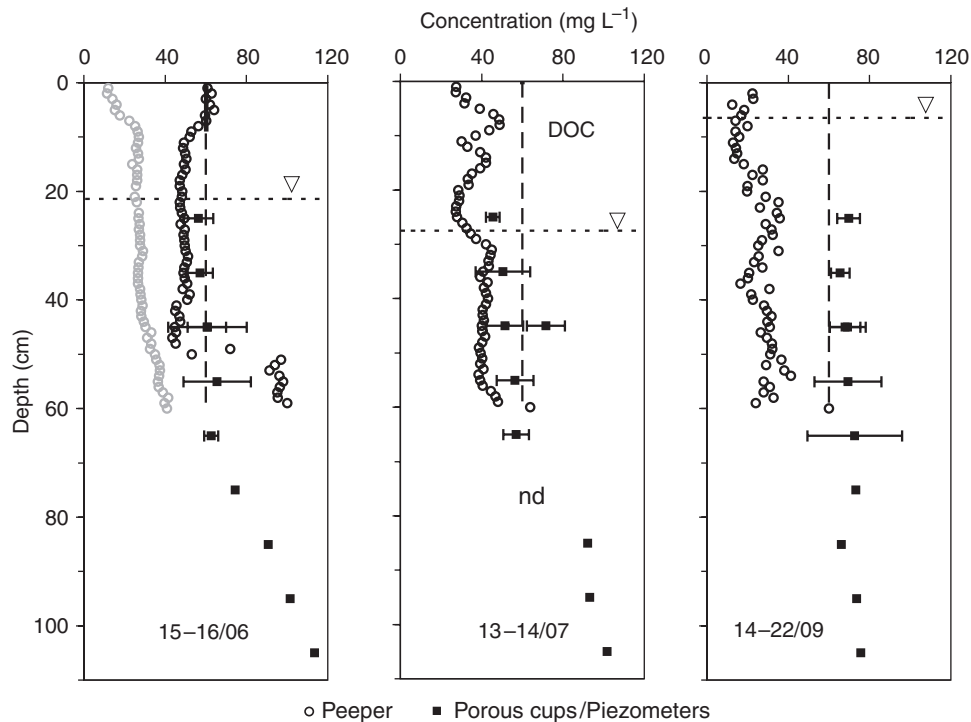 Concentration (mg L⁻¹)
0 40 80 120 0 40 80 120 0 40 80 120
0
20
40
60
80
100
Depth (cm)
DOC
nd
15–16/06
13–14/07
14–22/09
Peeper Porous cups/Piezometers